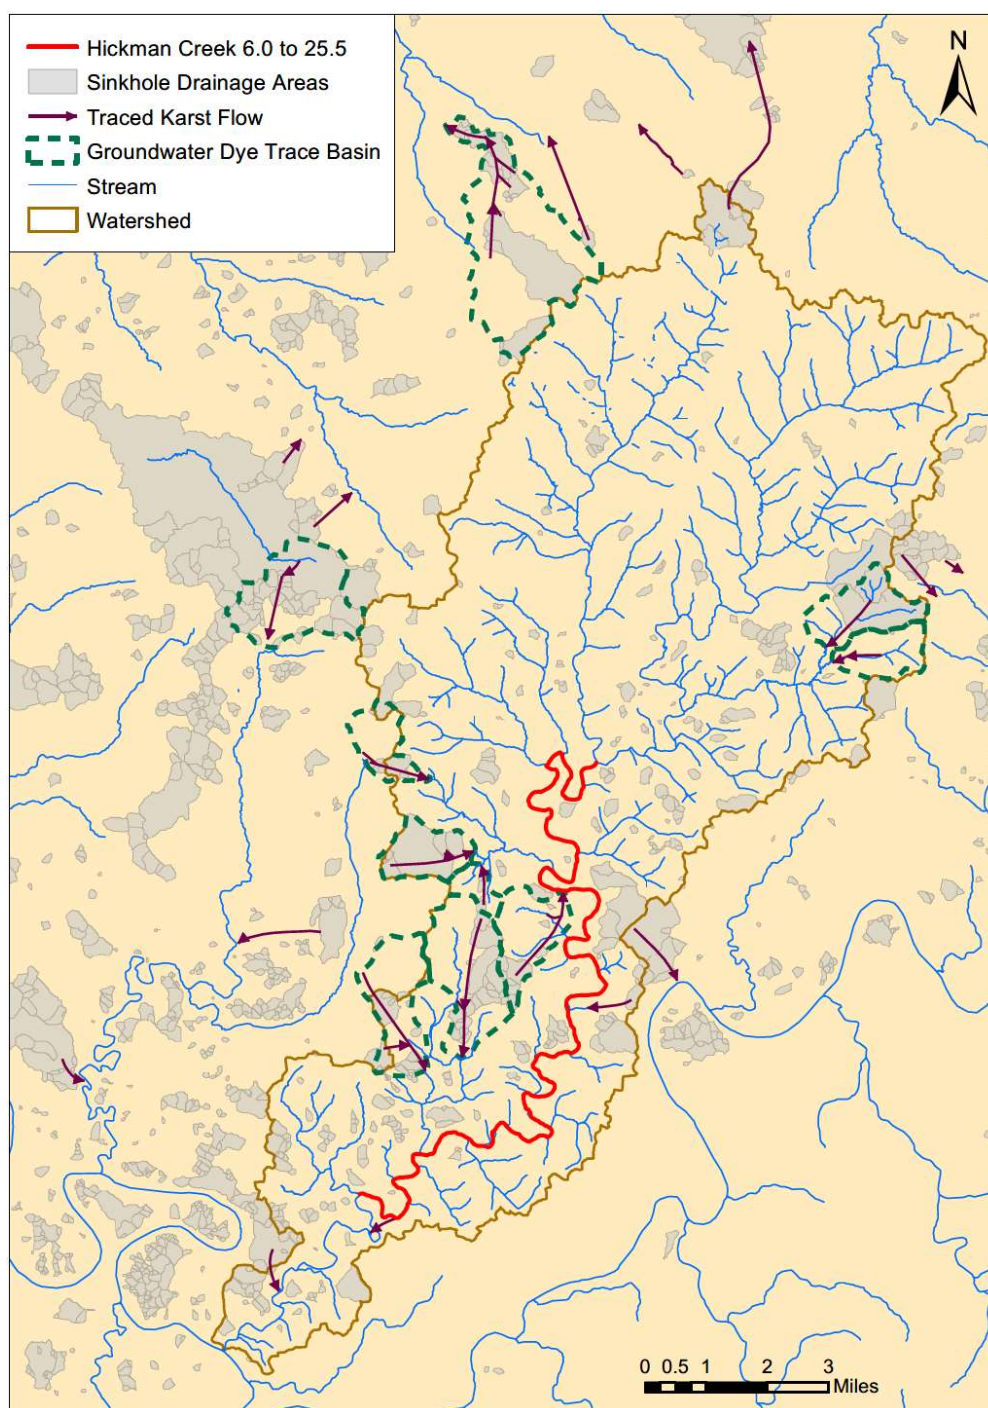 Hickman Creek 6.0 to 25.5
Sinkhole Drainage Areas
Traced Karst Flow
Groundwater Dye Trace Basin
Stream
Watershed
N
0 0.5 1 2 3
Miles